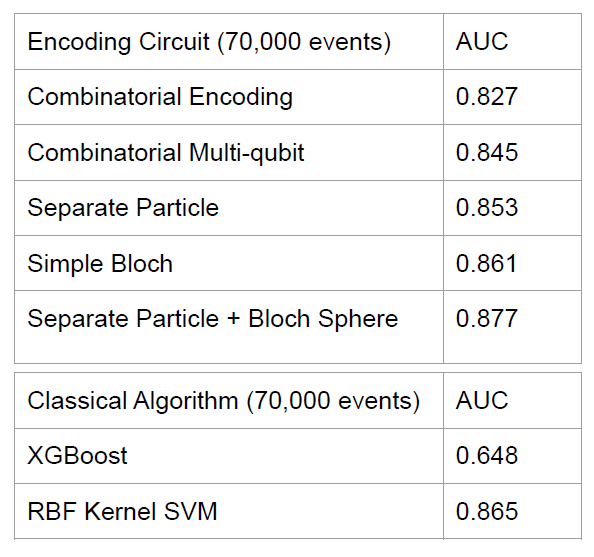 Encoding Circuit (70,000 events) AUC
Combinatorial Encoding 0.827
Combinatorial Multi-qubit 0.845
Separate Particle 0.853
Simple Bloch 0.861
Separate Particle + Bloch Sphere 0.877
Classical Algorithm (70,000 events) AUC
XGBoost 0.648
RBF Kernel SVM 0.865